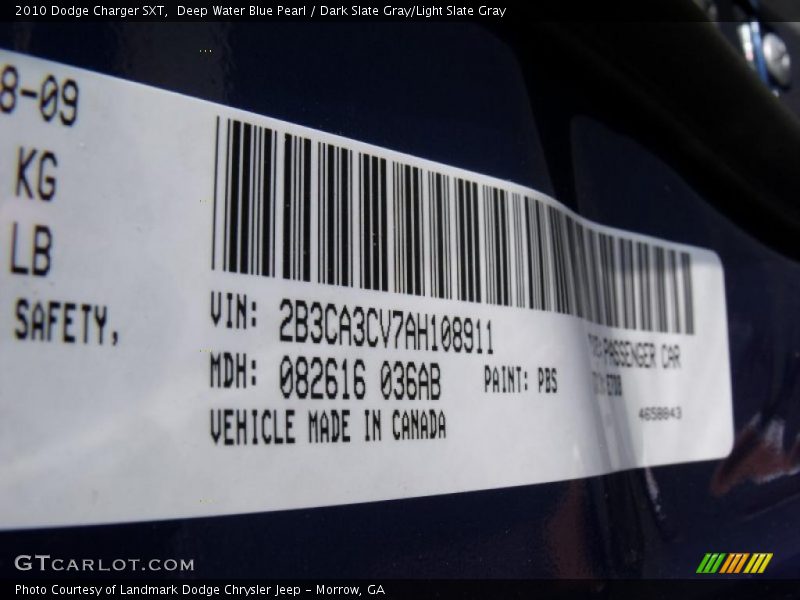 2010 Dodge Charger SXT,  Deep Water Blue Pearl / Dark Slate Gray/Light Slate Gray
8-09
KG
LB
SAFETY,
VIN: 2B3CA3CV7AH108911
MDH: 082616 036AB
PAINT: PB5
VEHICLE MADE IN CANADA
PASSENGER CAR
4658843
GTCARLOT.COM
Photo Courtesy of Landmark Dodge Chrysler Jeep - Morrow, GA